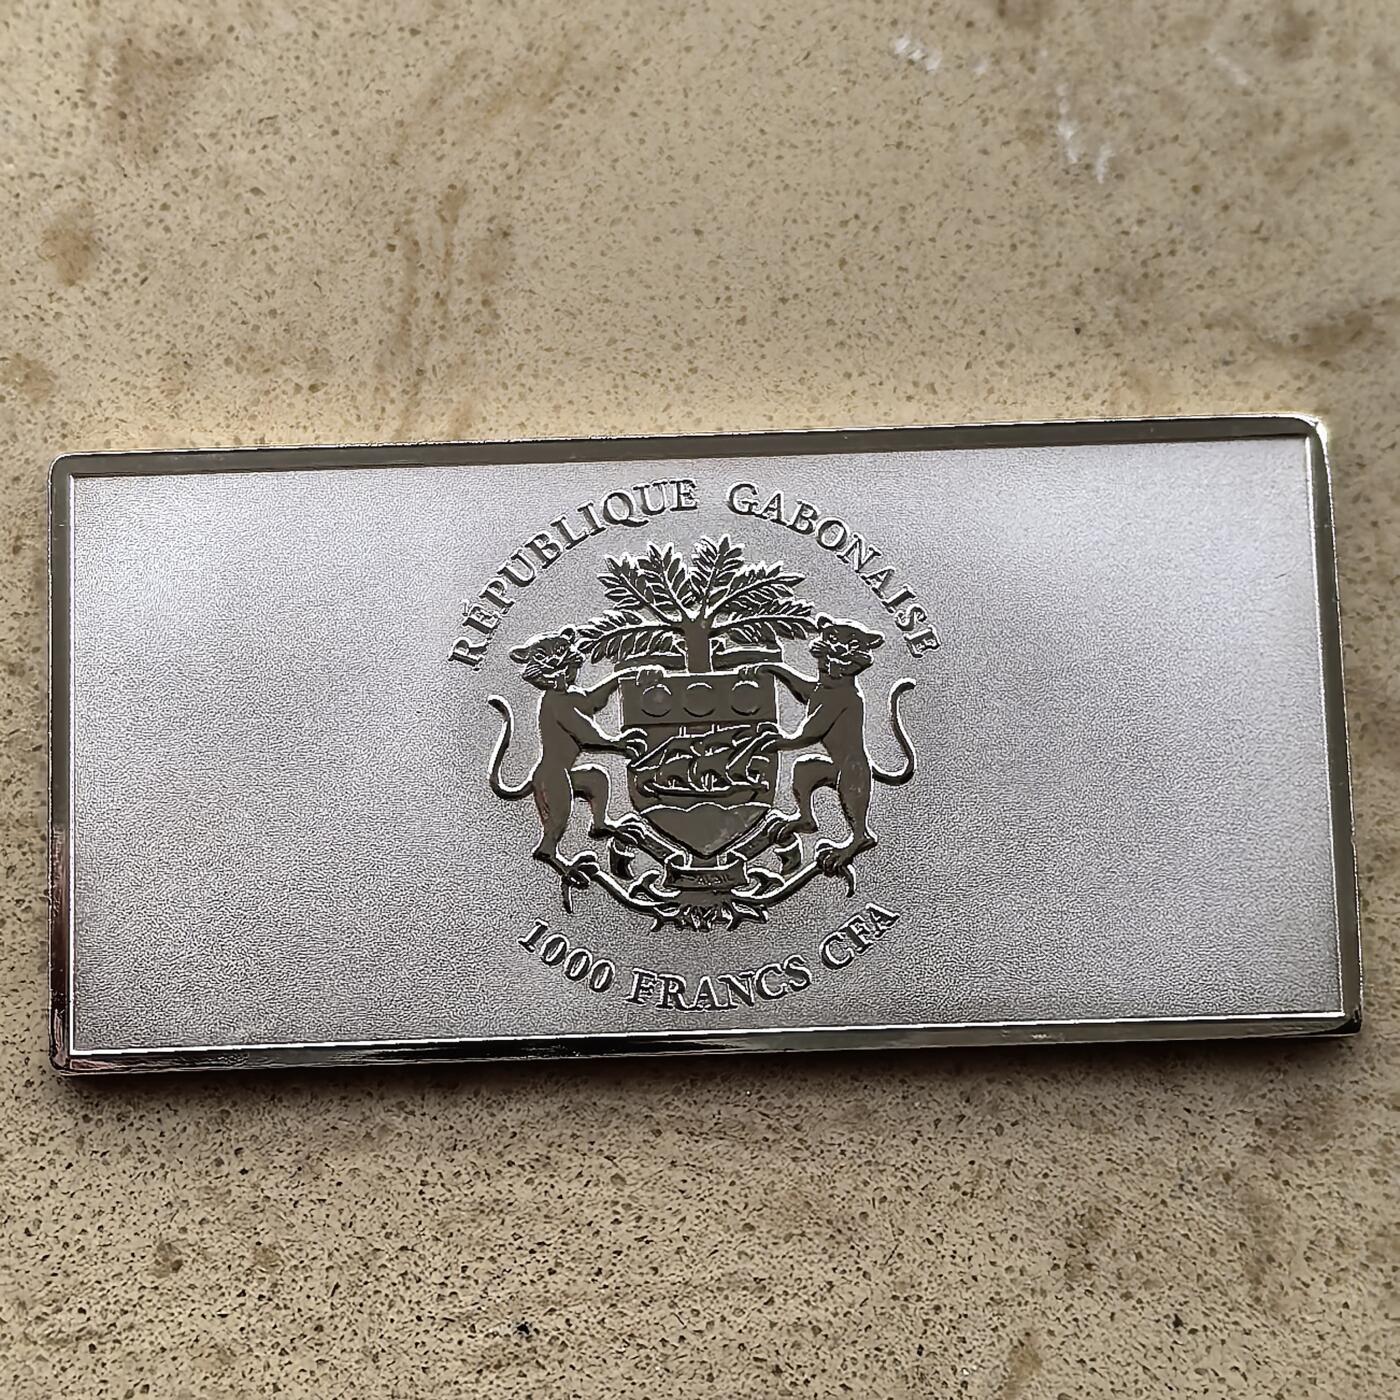 RÉPUBLIQUE GABONAISE
1000 FRANCS CFA